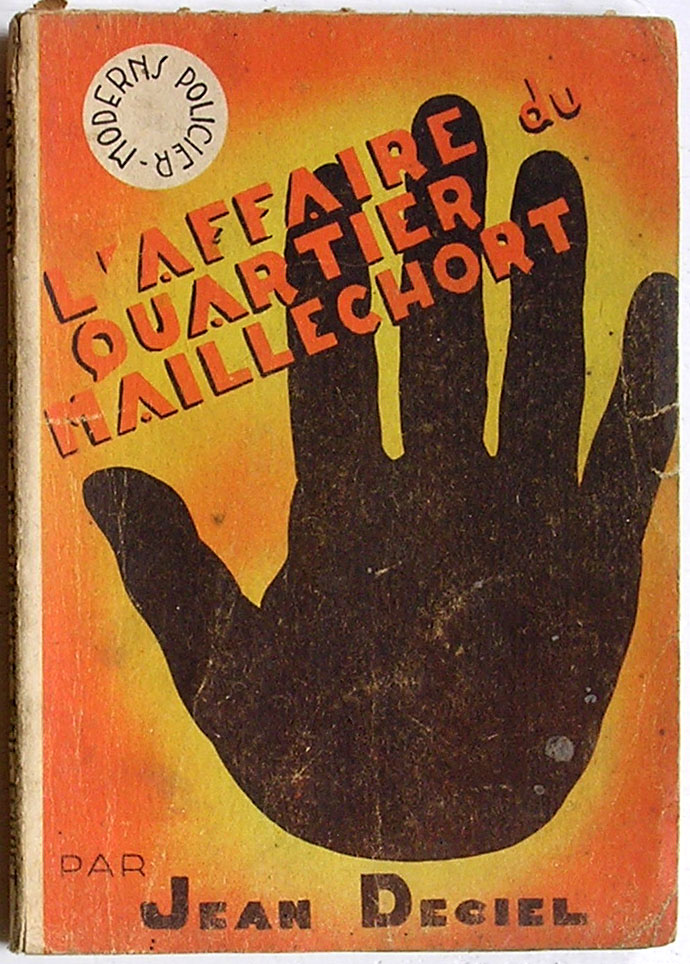 MODERNS POLICIER -
L'AFFAIRE du
QUARTIER
MAILLECHORT
PAR
JEAN DECIEL